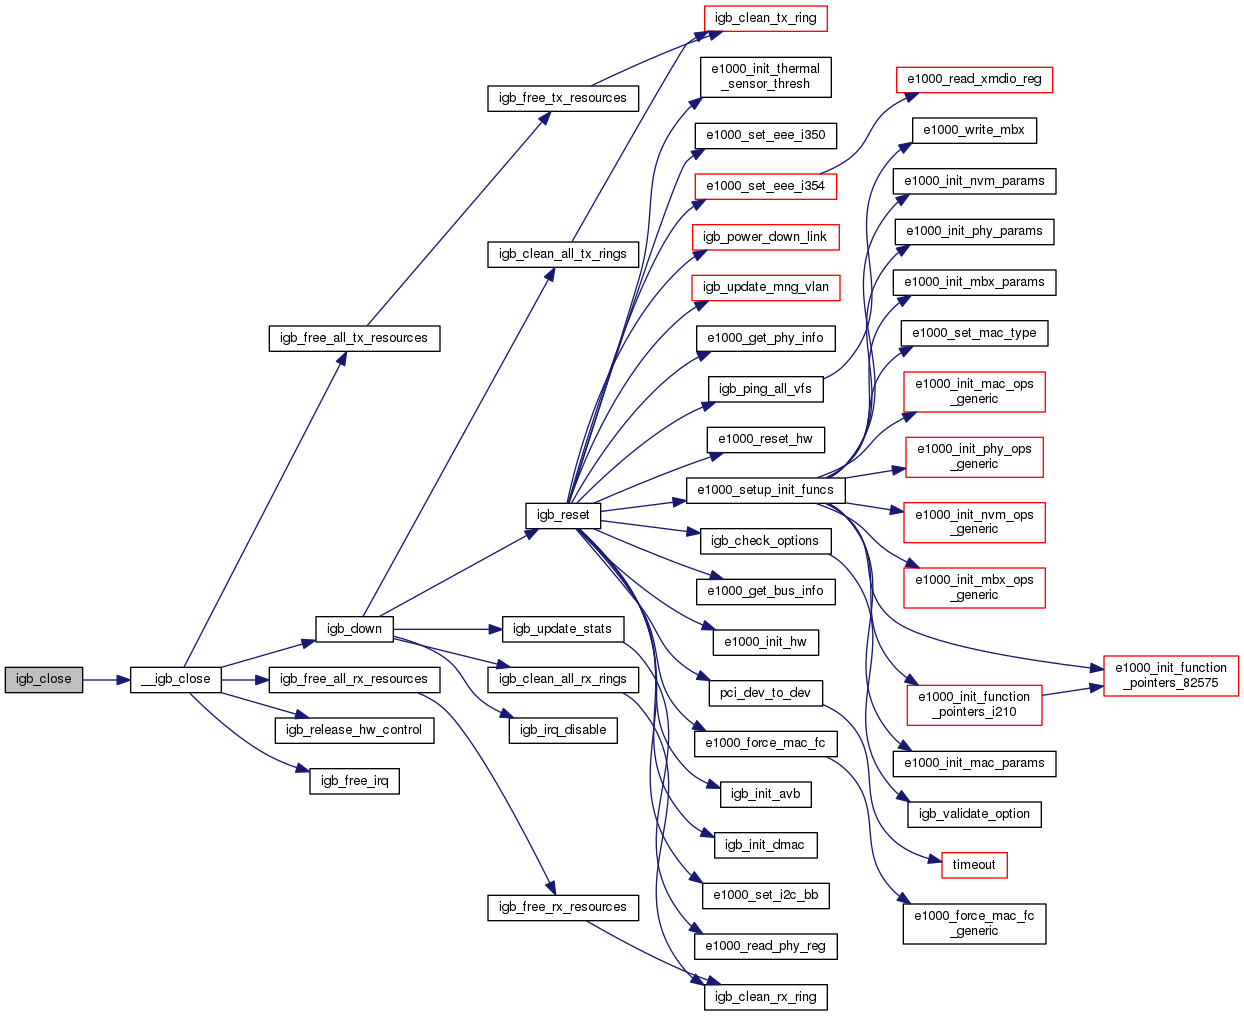 igb_close
__igb_close
igb_free_all_tx_resources
igb_down
igb_free_all_rx_resources
igb_release_hw_control
igb_free_irq
igb_free_tx_resources
igb_clean_all_tx_rings
igb_reset
igb_update_stats
igb_clean_all_rx_rings
igb_irq_disable
igb_free_rx_resources
igb_clean_tx_ring
e1000_init_thermal
_sensor_thresh
e1000_set_eee_i350
e1000_set_eee_i354
igb_power_down_link
igb_update_mng_vlan
e1000_get_phy_info
igb_ping_all_vfs
e1000_reset_hw
e1000_setup_init_funcs
igb_check_options
e1000_get_bus_info
e1000_init_hw
pci_dev_to_dev
e1000_force_mac_fc
igb_init_avb
igb_init_dmac
e1000_set_i2c_bb
e1000_read_phy_reg
igb_clean_rx_ring
e1000_read_xmdio_reg
e1000_write_mbx
e1000_init_nvm_params
e1000_init_phy_params
e1000_init_mbx_params
e1000_set_mac_type
e1000_init_mac_ops
_generic
e1000_init_phy_ops
_generic
e1000_init_nvm_ops
_generic
e1000_init_mbx_ops
_generic
e1000_init_function
_pointers_i210
e1000_init_mac_params
igb_validate_option
timeout
e1000_force_mac_fc
_generic
e1000_init_function
_pointers_82575